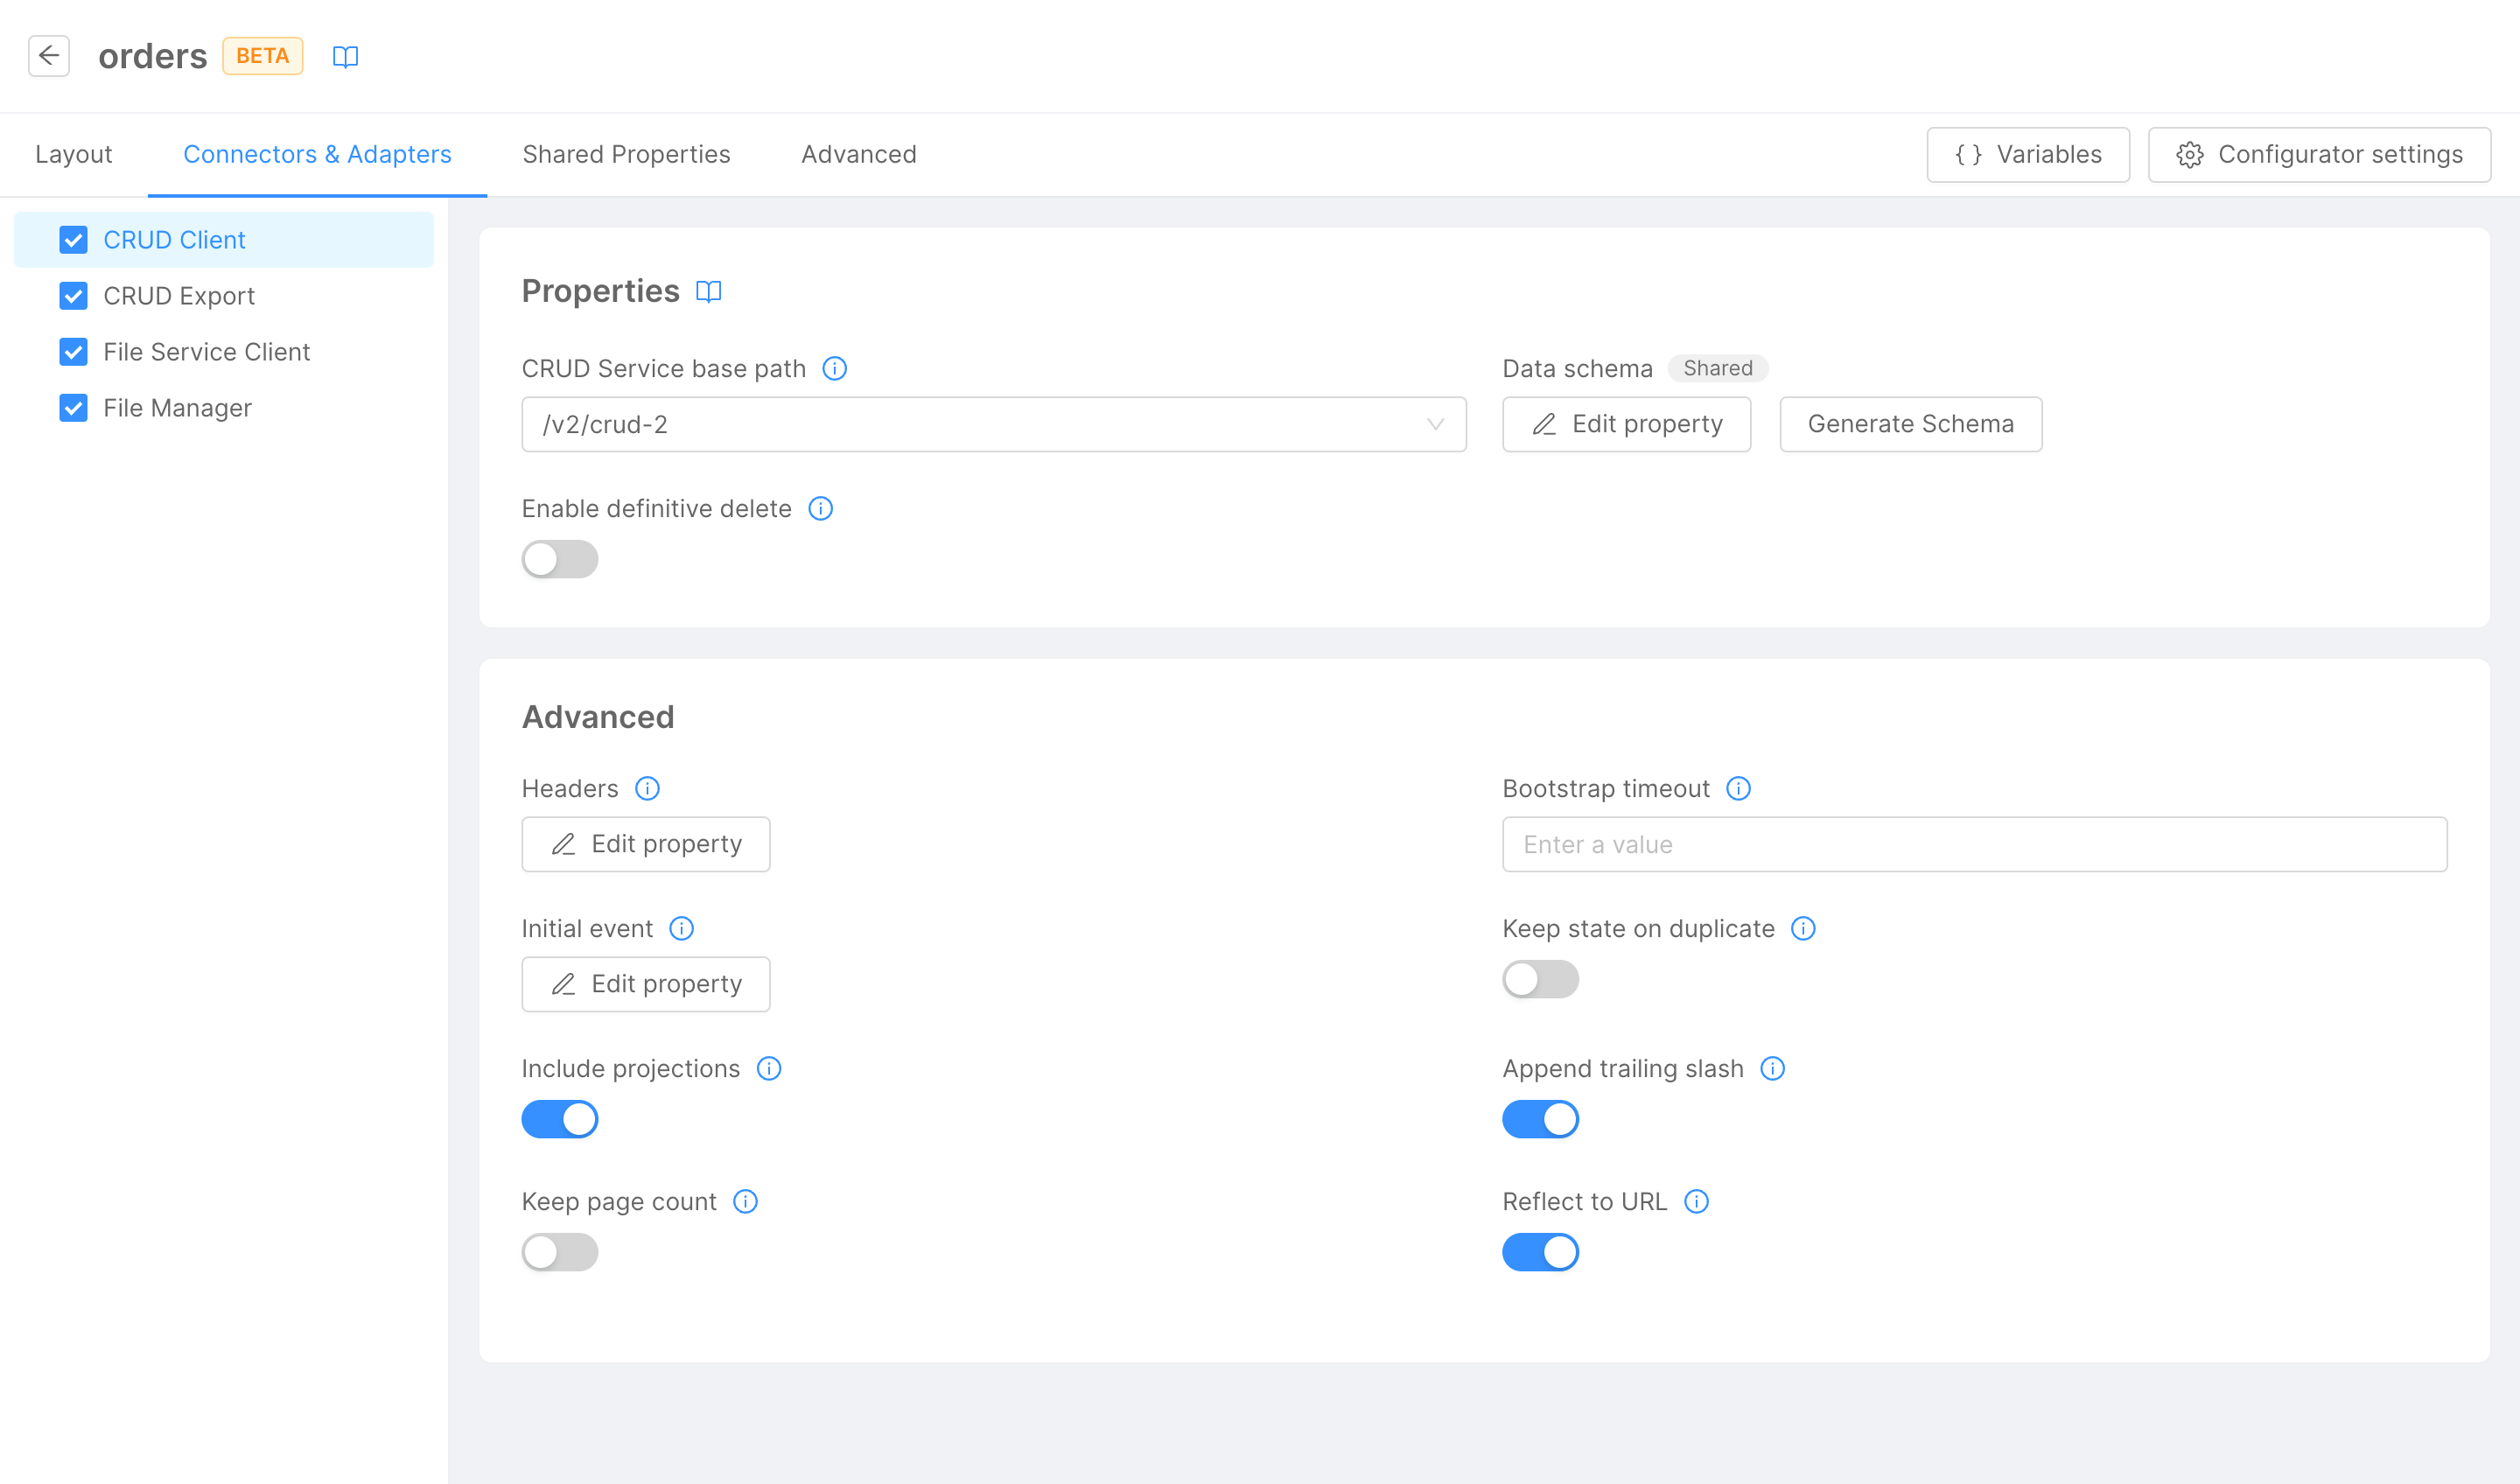 orders BETA
Layout
Connectors & Adapters
Shared Properties
Advanced
{ } Variables
Configurator settings
CRUD Client
CRUD Export
File Service Client
File Manager
Properties
CRUD Service base path
/v2/crud-2
Data schema Shared
Edit property
Generate Schema
Enable definitive delete
Advanced
Headers
Edit property
Bootstrap timeout
Enter a value
Initial event
Edit property
Keep state on duplicate
Include projections
Append trailing slash
Keep page count
Reflect to URL